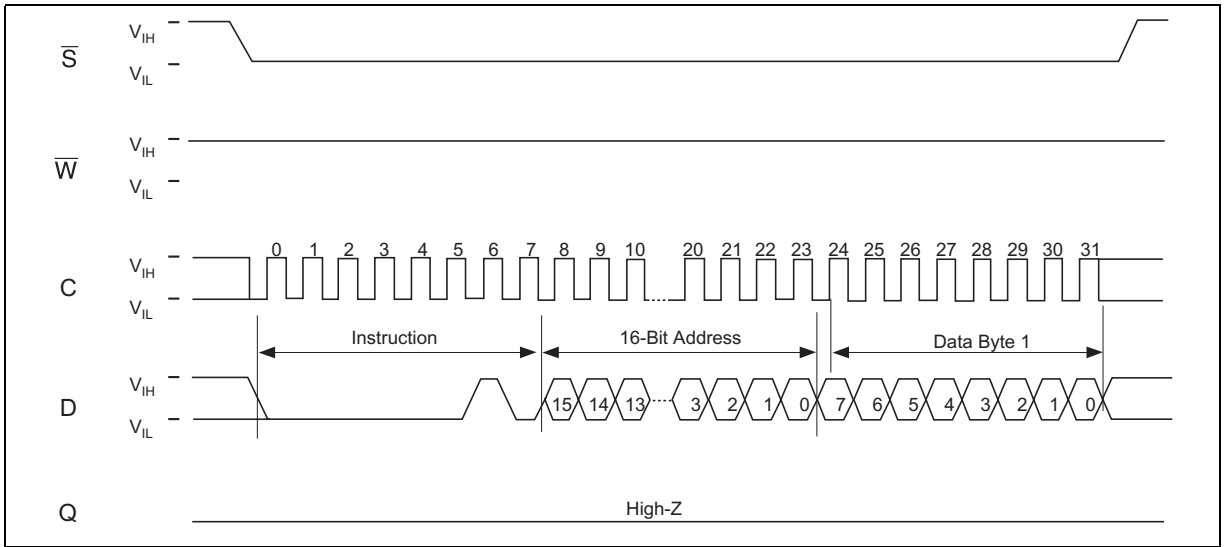 S̅
V_IH
V_IL
W̅
V_IH
V_IL
C
V_IH
V_IL
0 1 2 3 4 5 6 7 8 9 10 20 21 22 23 24 25 26 27 28 29 30 31
Instruction
16-Bit Address
Data Byte 1
D
V_IH
V_IL
15 14 13 3 2 1 0 7 6 5 4 3 2 1 0
Q
High-Z